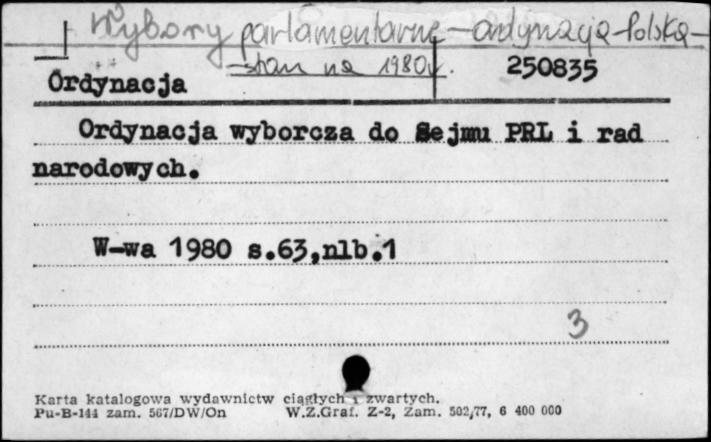 Wybory parlamentarne - ordynacja - Polska -
- stan na 1980r.
Ordynacja 250835
Ordynacja wyborcza do Sejmu PRL i rad
narodowych.
W-wa 1980 s.63,nlb.1
3
Karta katalogowa wydawnictw ciągłych i zwartych.
Pu-B-144 zam. 567/DW/On W.Z.Graf. Z-2, Zam. 502/77, 6 400 000